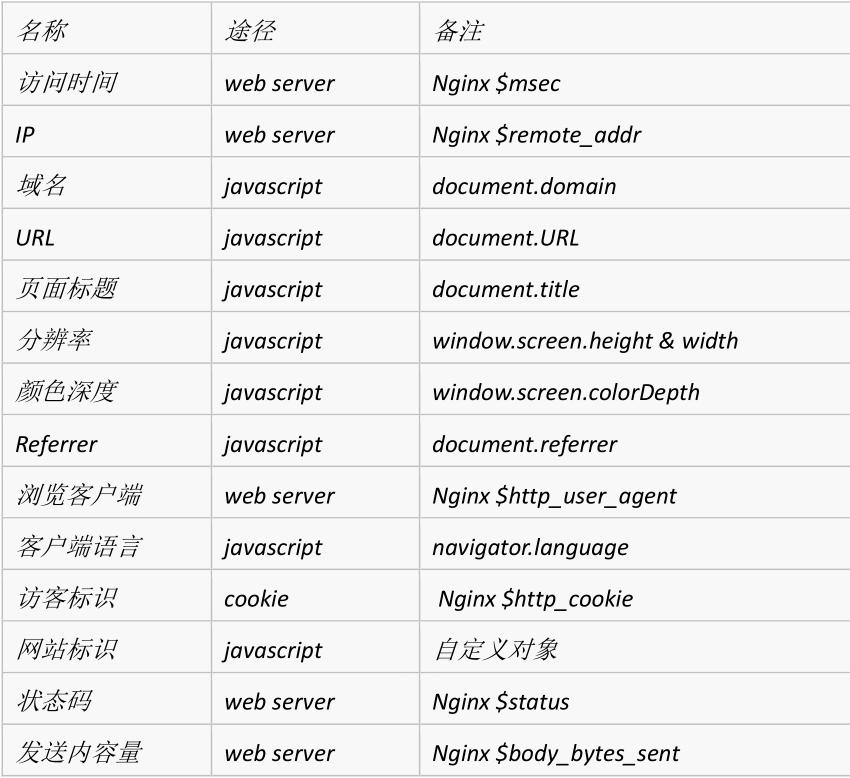 名称 途径 备注
访问时间 web server Nginx $msec
IP web server Nginx $remote_addr
域名 javascript document.domain
URL javascript document.URL
页面标题 javascript document.title
分辨率 javascript window.screen.height & width
颜色深度 javascript window.screen.colorDepth
Referrer javascript document.referrer
浏览客户端 web server Nginx $http_user_agent
客户端语言 javascript navigator.language
访客标识 cookie Nginx $http_cookie
网站标识 javascript 自定义对象
状态码 web server Nginx $status
发送内容量 web server Nginx $body_bytes_sent